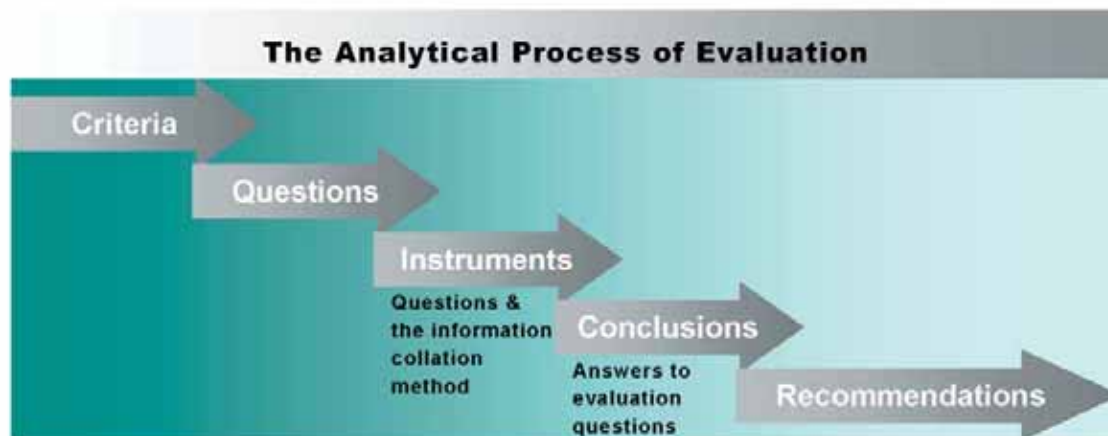 The Analytical Process of Evaluation
Criteria
Questions
Instruments
Questions &
the information
collation
method
Conclusions
Answers to
evaluation
questions
Recommendations